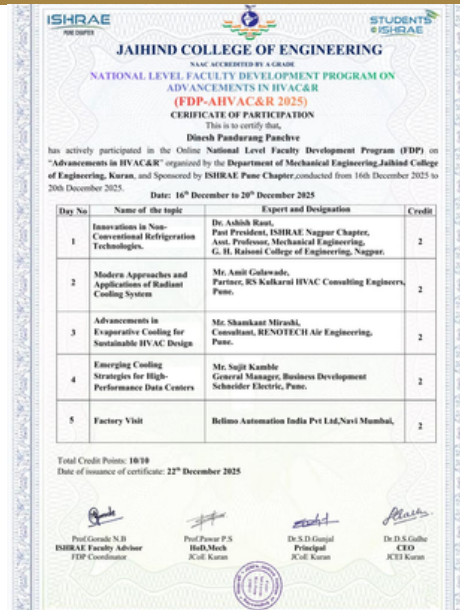 ISHRAE
PUNE CHAPTER
STUDENTS
@ISHRAE
JAIHIND COLLEGE OF ENGINEERING
NAAC ACCREDITED BY A GRADE
NATIONAL LEVEL FACULTY DEVELOPMENT PROGRAM ON
ADVANCEMENTS IN HVAC&R
(FDP-AHVAC&R 2025)
CERIFICATE OF PARTICIPATION
This is to certify that,
Dinesh Pandurang Panchve
has actively participated in the Online National Level Faculty Development Program (FDP) on
“Advancements in HVAC&R” organized by the Department of Mechanical Engineering,Jaihind College
of Engineering, Kuran, and Sponsored by ISHRAE Pune Chapter,conducted from 16th December 2025 to
20th December 2025.
Date: 16th December to 20th December 2025
Day No Name of the topic Expert and Designation Credit
1 Innovations in Non-
Conventional Refrigeration
Technologies.
Dr. Ashish Raut,
Past President, ISHRAE Nagpur Chapter,
Asst. Professor, Mechanical Engineering,
G. H. Raisoni College of Engineering, Nagpur.
2
2 Modern Approaches and
Applications of Radiant
Cooling System
Mr. Amit Gulawade,
Partner, RS Kulkarni HVAC Consulting Engineers,
Pune.
2
3 Advancements in
Evaporative Cooling for
Sustainable HVAC Design
Mr. Shamkant Mirashi,
Consultant, RENOTECH Air Engineering,
Pune.
2
4 Emerging Cooling
Strategies for High-
Performance Data Centers
Mr. Sujit Kamble
General Manager, Business Development
Schneider Electric, Pune.
2
5 Factory Visit Belimo Automation India Pvt Ltd,Navi Mumbai, 2
Total Credit Points: 10/10
Date of issuance of certificate: 22th December 2025
Prof.Gorade N.B
ISHRAE Faculty Advisor
FDP Coordinator
Prof.Pawar P.S
HoD,Mech
JCoE Kuran
Dr.S.D.Gunjal
Principal
JCoE Kuran
Dr.D.S.Galhe
CEO
JCEI Kuran